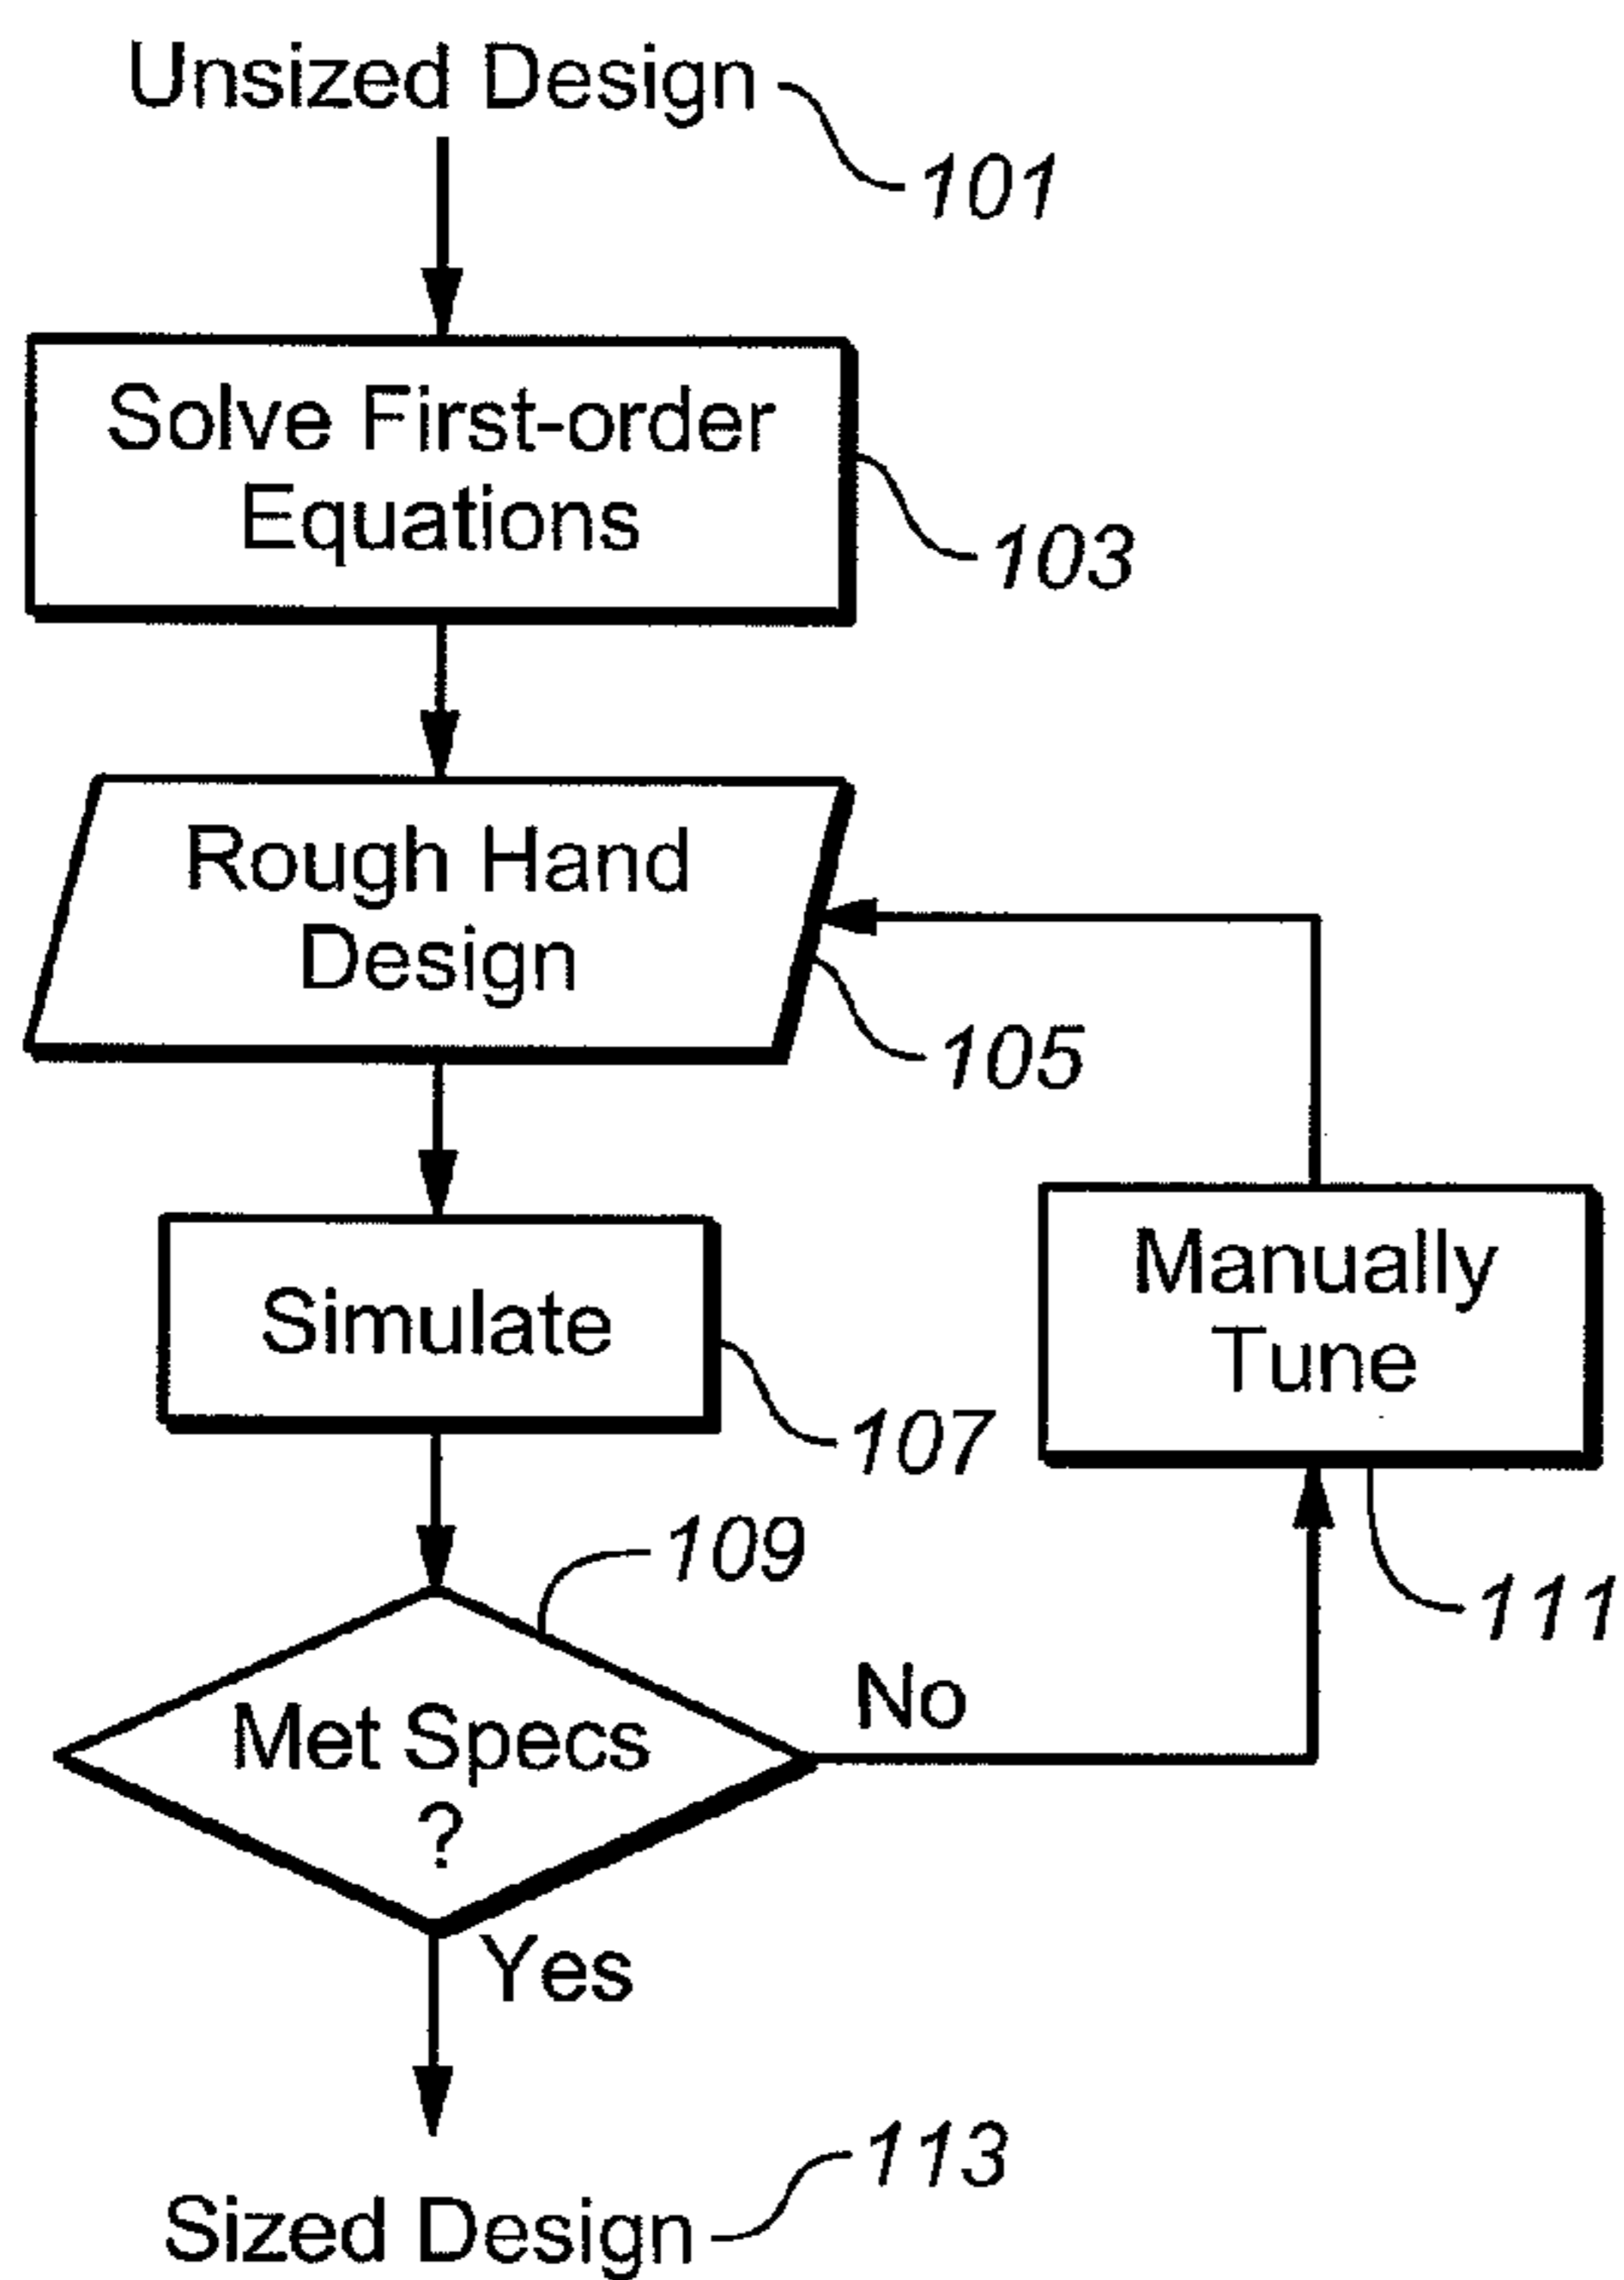 Unsized Design
101
Solve First-order
Equations
103
Rough Hand
Design
105
Simulate
107
Manually
Tune
111
109
Met Specs
?
No
Yes
Sized Design
113